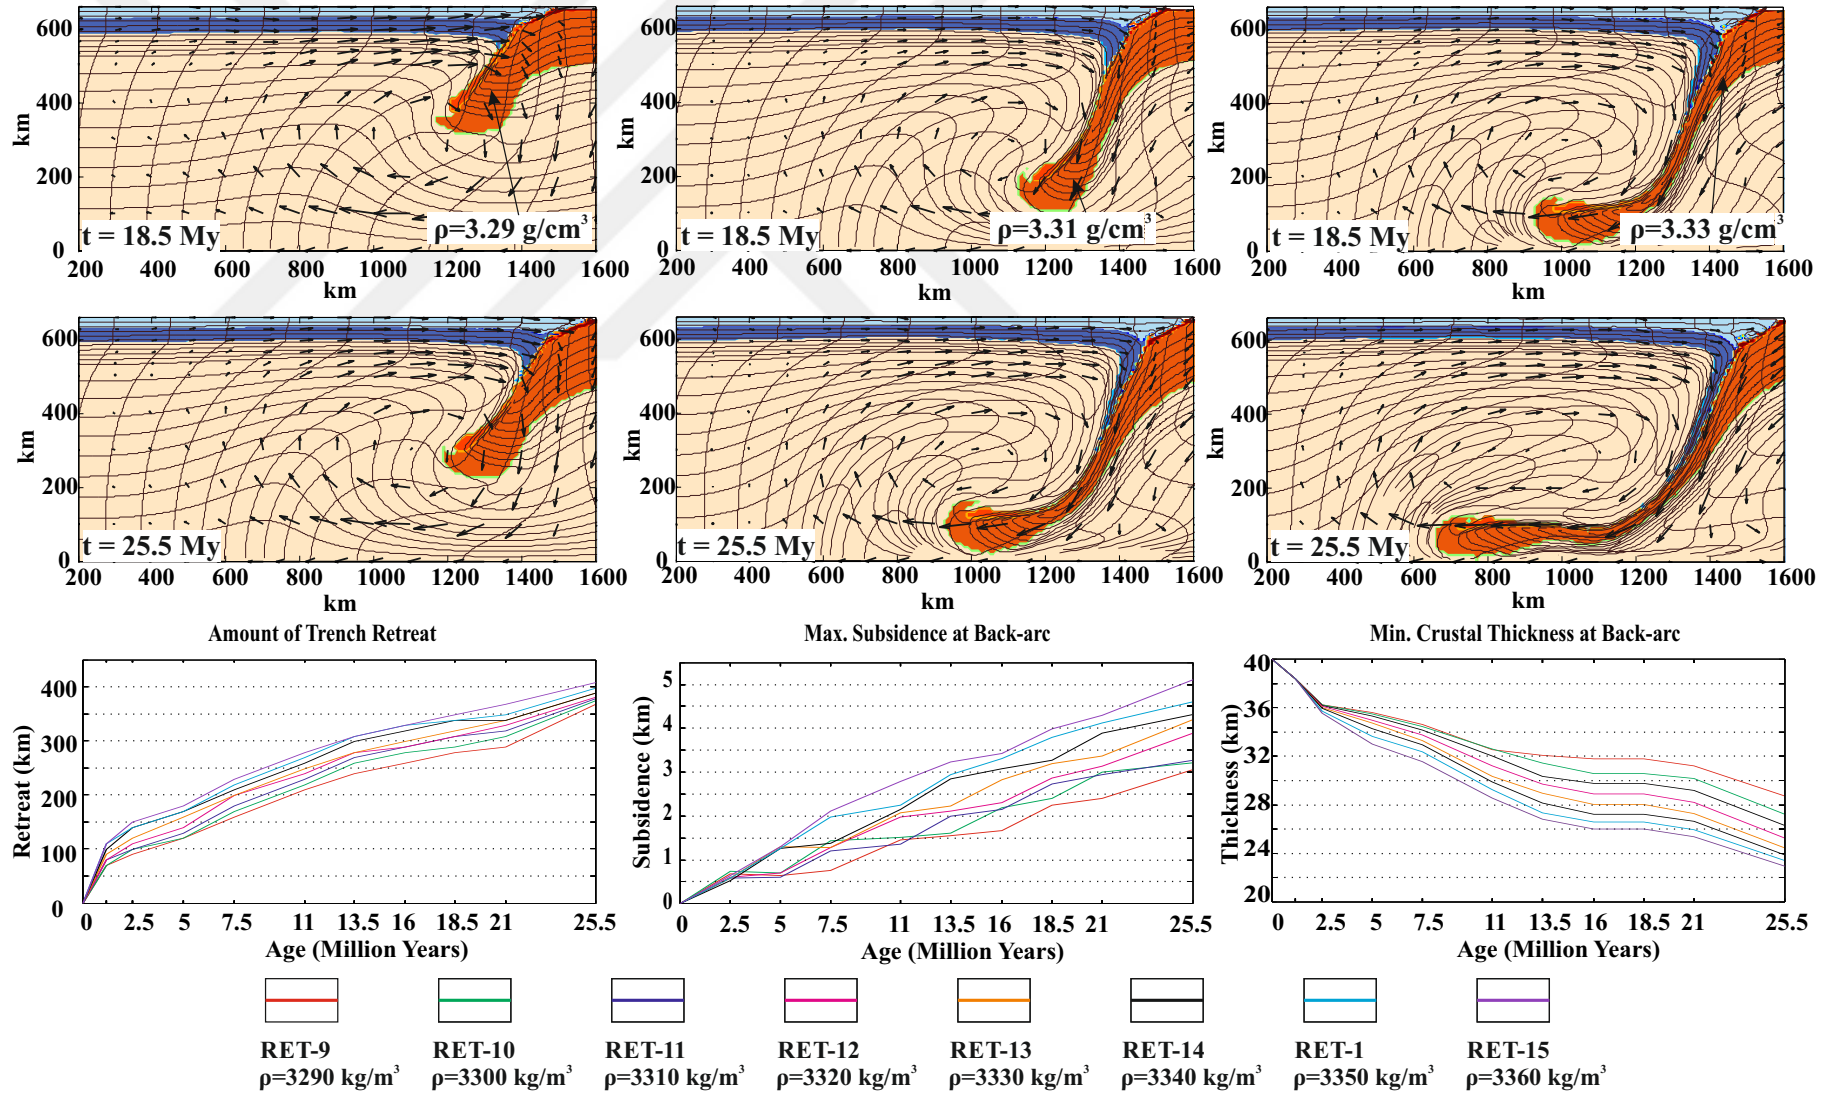 600
400
200
0
km
t = 18.5 My
ρ=3.29 g/cm³
200 400 600 800 1000 1200 1400 1600
km
600
400
200
0
km
t = 18.5 My
ρ=3.31 g/cm³
200 400 600 800 1000 1200 1400 1600
km
600
400
200
0
km
t = 18.5 My
ρ=3.33 g/cm³
200 400 600 800 1000 1200 1400 1600
km
600
400
200
0
km
t = 25.5 My
200 400 600 800 1000 1200 1400 1600
km
600
400
200
0
km
t = 25.5 My
200 400 600 800 1000 1200 1400 1600
km
600
400
200
0
km
t = 25.5 My
200 400 600 800 1000 1200 1400 1600
km
Amount of Trench Retreat
Retreat (km)
400
300
200
100
0
0 2.5 5 7.5 11 13.5 16 18.5 21 25.5
Age (Million Years)
Max. Subsidence at Back-arc
Subsidence (km)
5
4
3
2
1
0
0 2.5 5 7.5 11 13.5 16 18.5 21 25.5
Age (Million Years)
Min. Crustal Thickness at Back-arc
Thickness (km)
40
36
32
28
24
20
0 2.5 5 7.5 11 13.5 16 18.5 21 25.5
Age (Million Years)
RET-9 RET-10 RET-11 RET-12 RET-13 RET-14 RET-1 RET-15
ρ=3290 kg/m³ ρ=3300 kg/m³ ρ=3310 kg/m³ ρ=3320 kg/m³ ρ=3330 kg/m³ ρ=3340 kg/m³ ρ=3350 kg/m³ ρ=3360 kg/m³